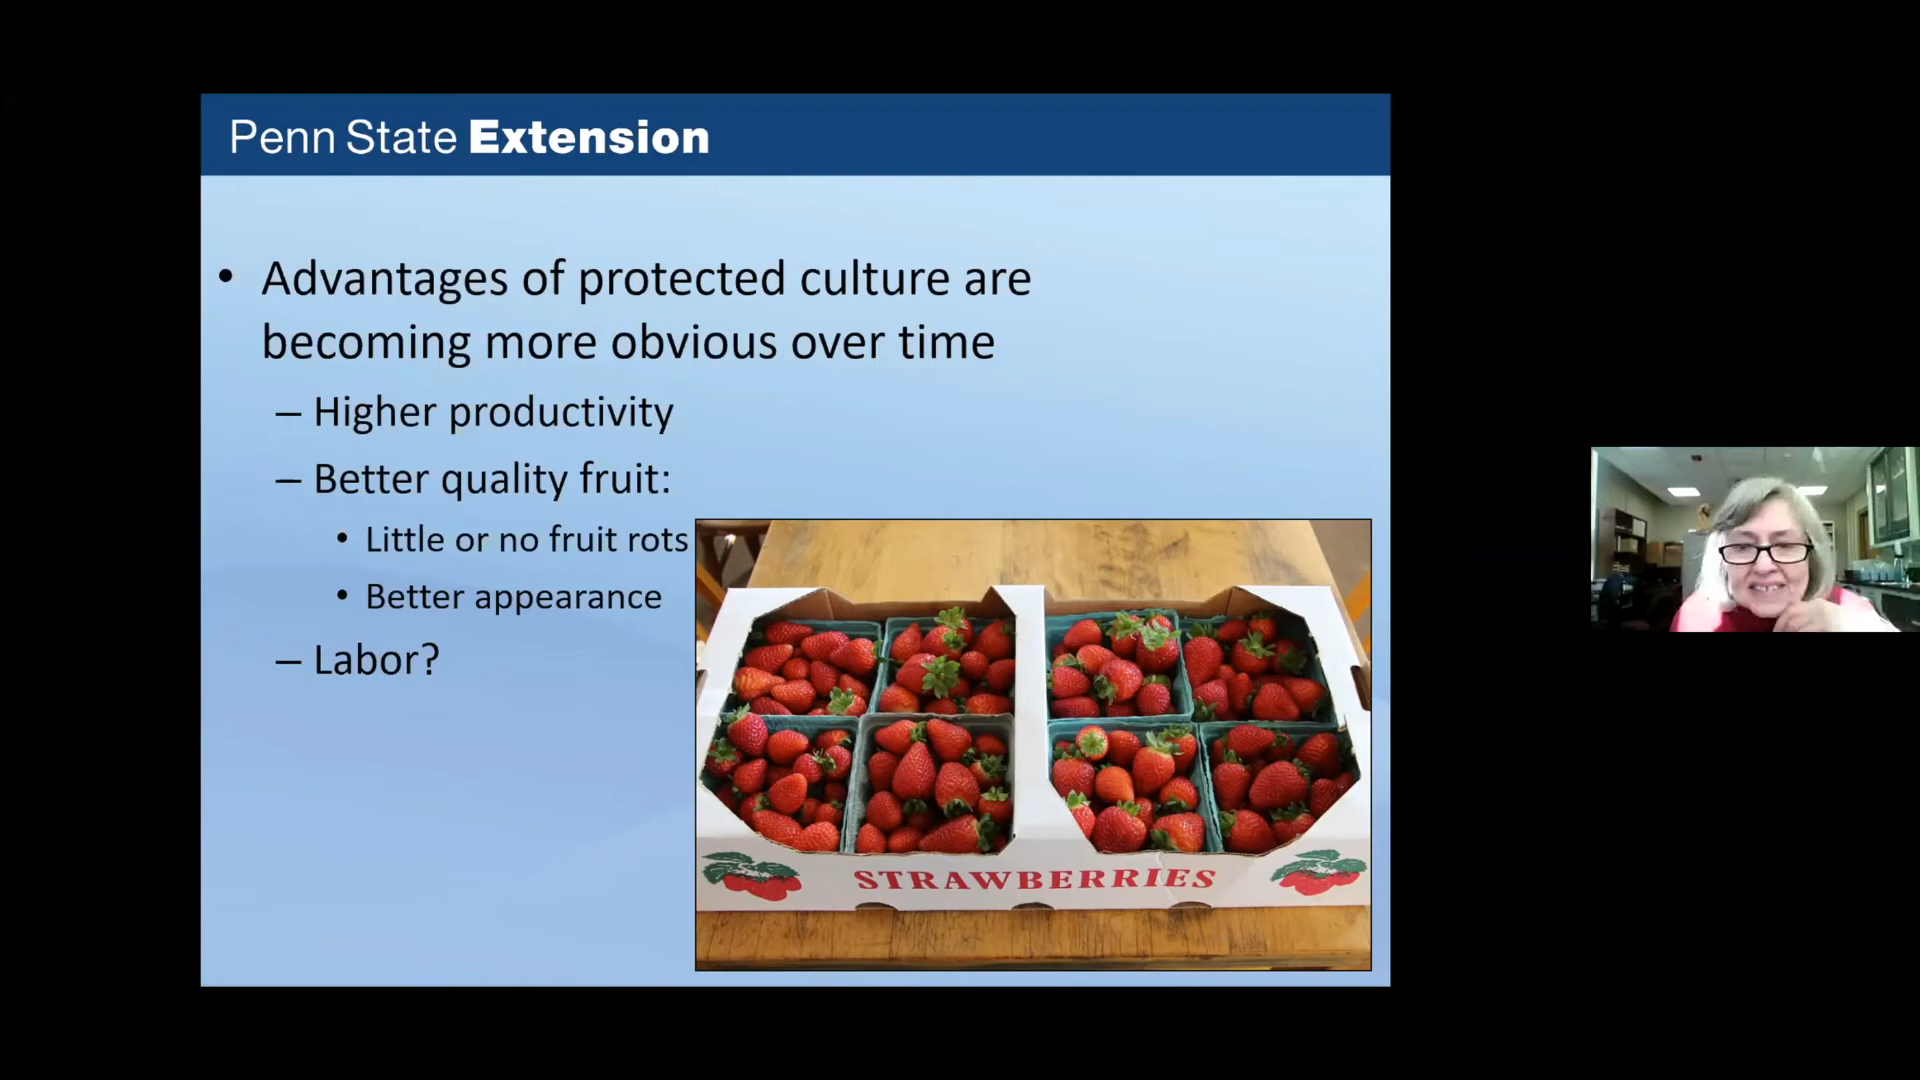 Penn State Extension
• Advantages of protected culture are
becoming more obvious over time
– Higher productivity
– Better quality fruit:
• Little or no fruit rots
• Better appearance
– Labor?
STRAWBERRIES